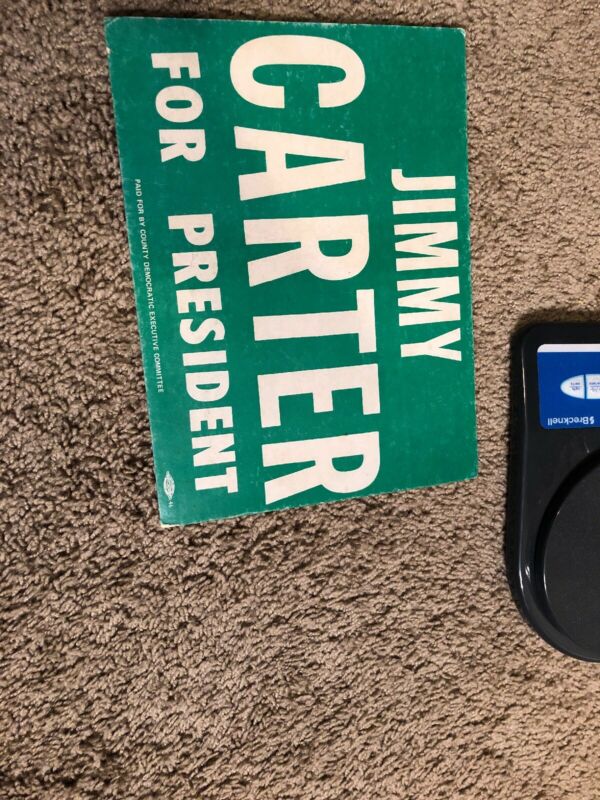 JIMMY
CARTER
FOR PRESIDENT
PAID FOR BY COUNTY DEMOCRATIC EXECUTIVE COMMITTEE
Brecknell